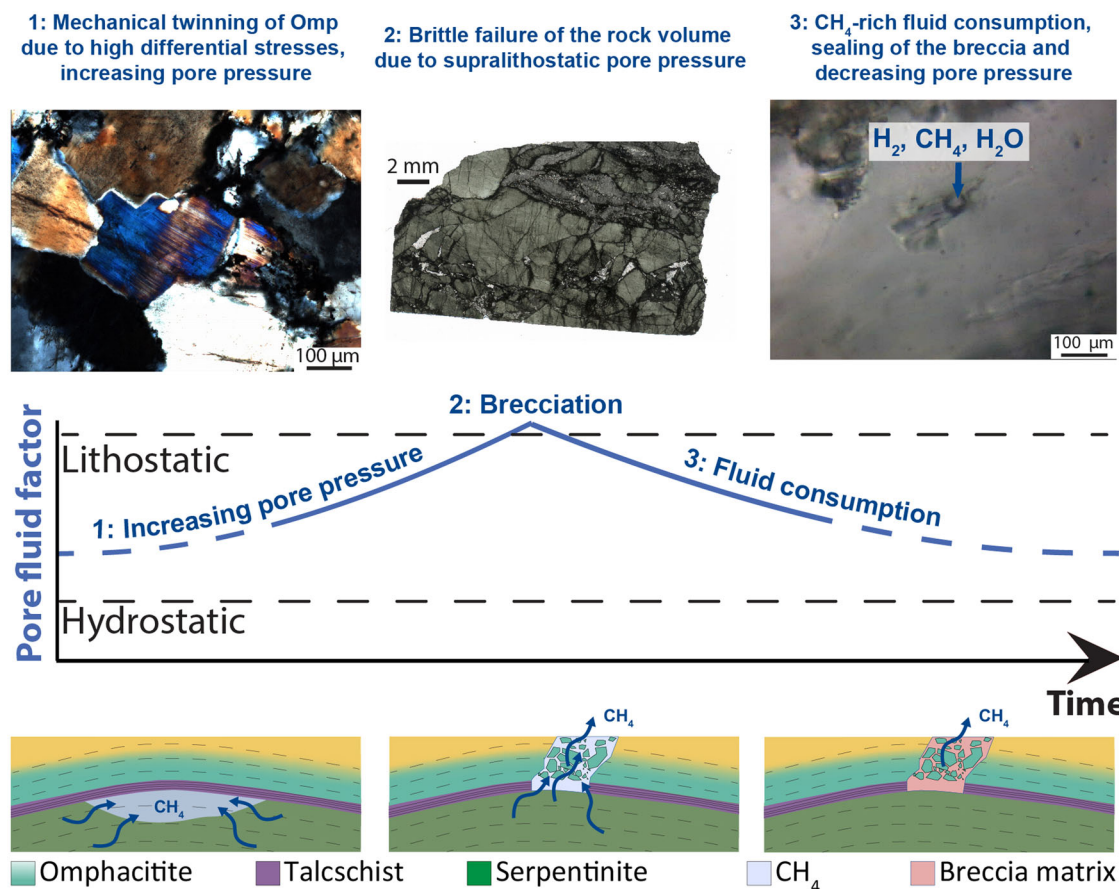 1: Mechanical twinning of Omp
due to high differential stresses,
increasing pore pressure
2: Brittle failure of the rock volume
due to supralithostatic pore pressure
3: CH₄-rich fluid consumption,
sealing of the breccia and
decreasing pore pressure
100 µm
2 mm
H₂, CH₄, H₂O
100 µm
Pore fluid factor
Lithostatic
Hydrostatic
1: Increasing pore pressure
2: Brecciation
3: Fluid consumption
Time
CH₄
CH₄
CH₄
Omphacitite
Talcschist
Serpentinite
CH₄
Breccia matrix